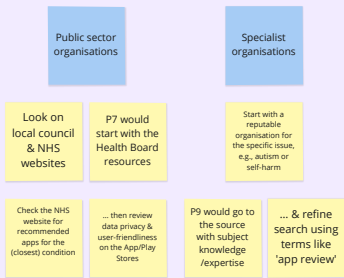 Public sector
organisations
Specialist
organisations
Look on
local council
& NHS
websites
P7 would
start with the
Health Board
resources
Start with a
reputable
organisation for
the specific issue,
e.g., autism or
self-harm
Check the NHS
website for
recommended
apps for the
(closest) condition
... then review
data privacy &
user-friendliness
on the App/Play
Stores
P9 would go to
the source
with subject
knowledge
/expertise
... & refine
search using
terms like
'app review'